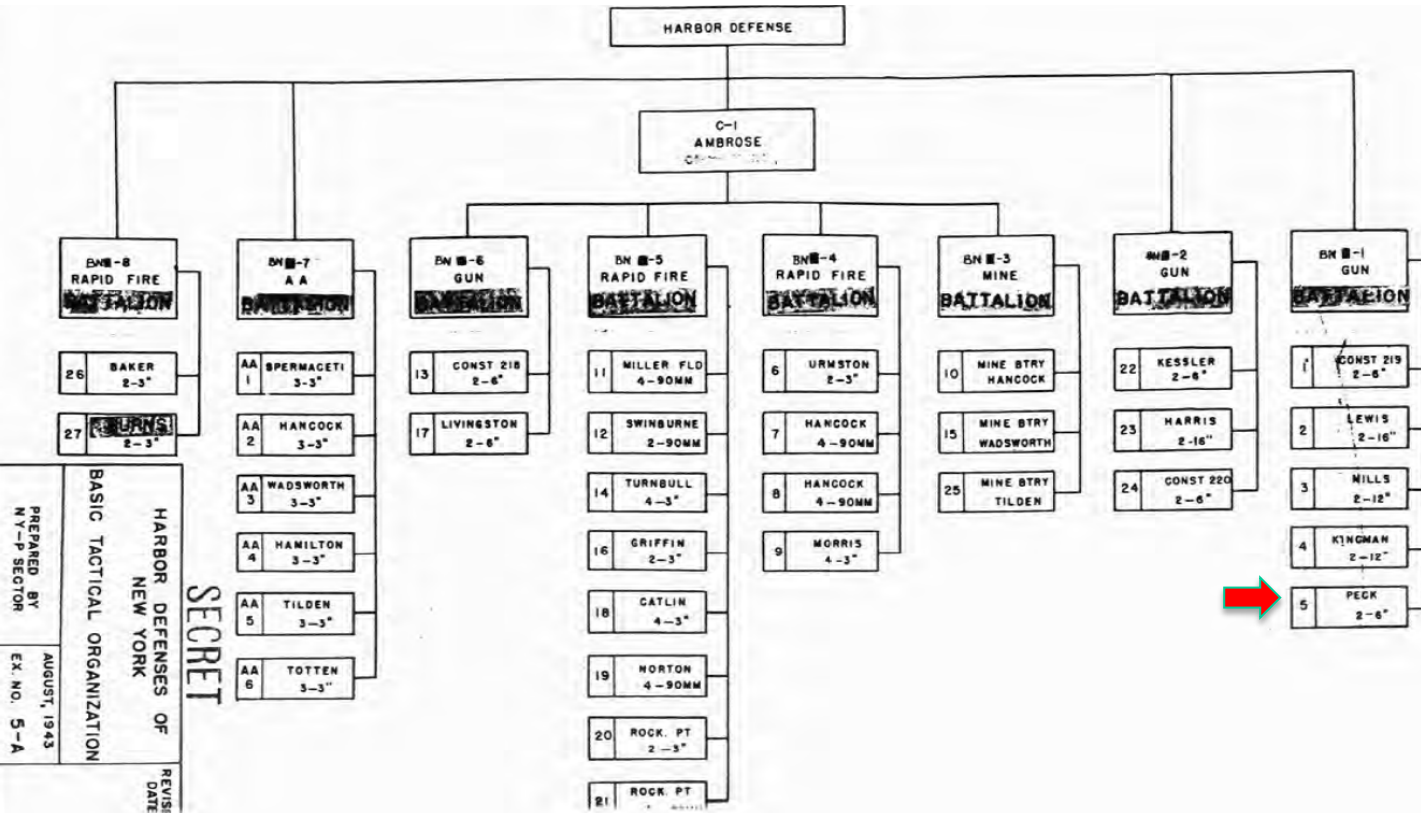 HARBOR DEFENSE
C-1
AMBROSE
BN -8
RAPID FIRE
BATTALION
26 BAKER
2-3"
27 BURNS
2-3"
BN -7
AA
BATTALION
AA 1 SPERMACETI
3-3"
AA 2 HANCOCK
3-3"
AA 3 WADSWORTH
3-3"
AA 4 HAMILTON
3-3"
AA 5 TILDEN
3-3"
AA 6 TOTTEN
3-3"
BN -6
GUN
BATTALION
13 CONST 218
2-6"
17 LIVINGSTON
2-6"
BN -5
RAPID FIRE
BATTALION
11 MILLER FLD
4-90MM
12 SWINBURNE
2-90MM
14 TURNBULL
4-3"
16 GRIFFIN
2-3"
18 CATLIN
4-3"
19 NORTON
4-90MM
20 ROCK. PT
2-3"
21 ROCK. PT
BN -4
RAPID FIRE
BATTALION
6 URMSTON
2-3"
7 HANCOCK
4-90MM
8 HANCOCK
4-90MM
9 MORRIS
4-3"
BN -3
MINE
BATTALION
10 MINE BTRY
HANCOCK
15 MINE BTRY
WADSWORTH
25 MINE BTRY
TILDEN
BN -2
GUN
BATTALION
22 KESSLER
2-6"
23 HARRIS
2-16"
24 CONST 220
2-6"
BN -1
GUN
BATTALION
1 CONST 219
2-6"
2 LEWIS
2-16"
3 MILLS
2-12"
4 KINGMAN
2-12"
5 PECK
2-6"
SECRET
HARBOR DEFENSES OF
NEW YORK
BASIC TACTICAL ORGANIZATION
PREPARED BY
NY-P SECTOR
AUGUST, 1943
EX. NO. 5-A
DATE